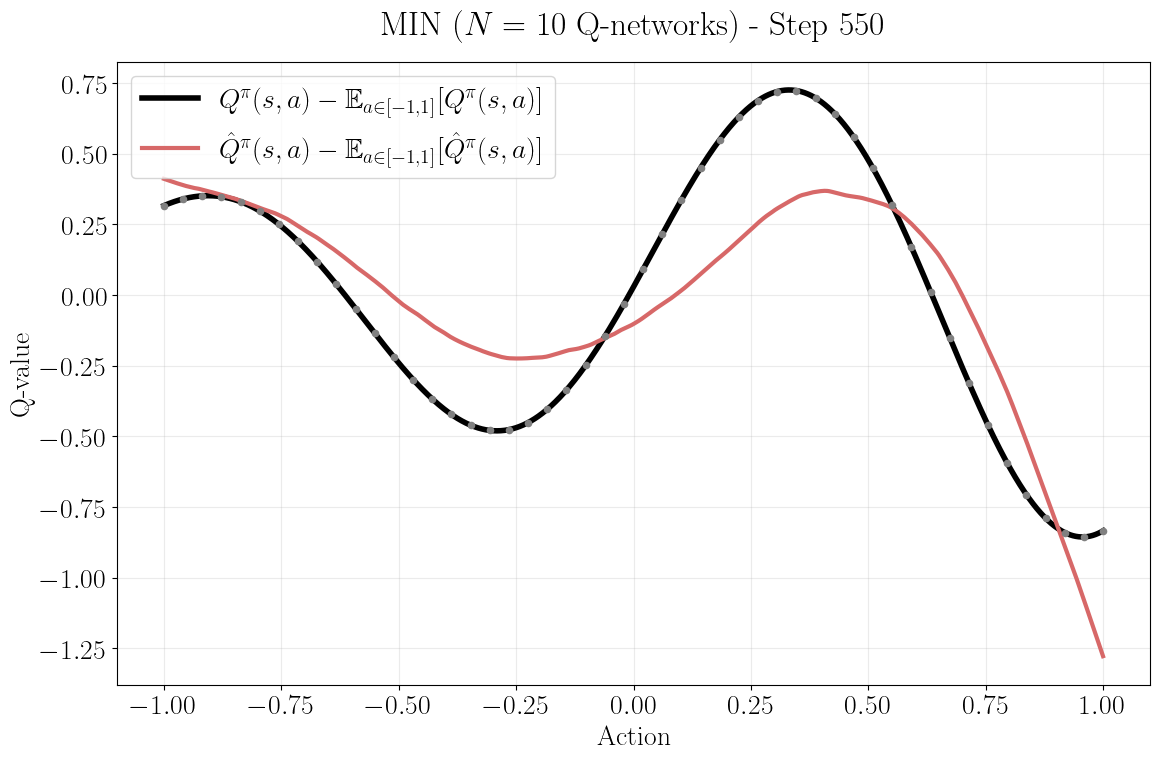 MIN (N = 10 Q-networks) - Step 550
Q^π(s, a) − 𝔼_{a∈[−1,1]}[Q^π(s, a)]
Q̂^π(s, a) − 𝔼_{a∈[−1,1]}[Q̂^π(s, a)]
Q-value
0.75
0.50
0.25
0.00
−0.25
−0.50
−0.75
−1.00
−1.25
−1.00 −0.75 −0.50 −0.25 0.00 0.25 0.50 0.75 1.00
Action